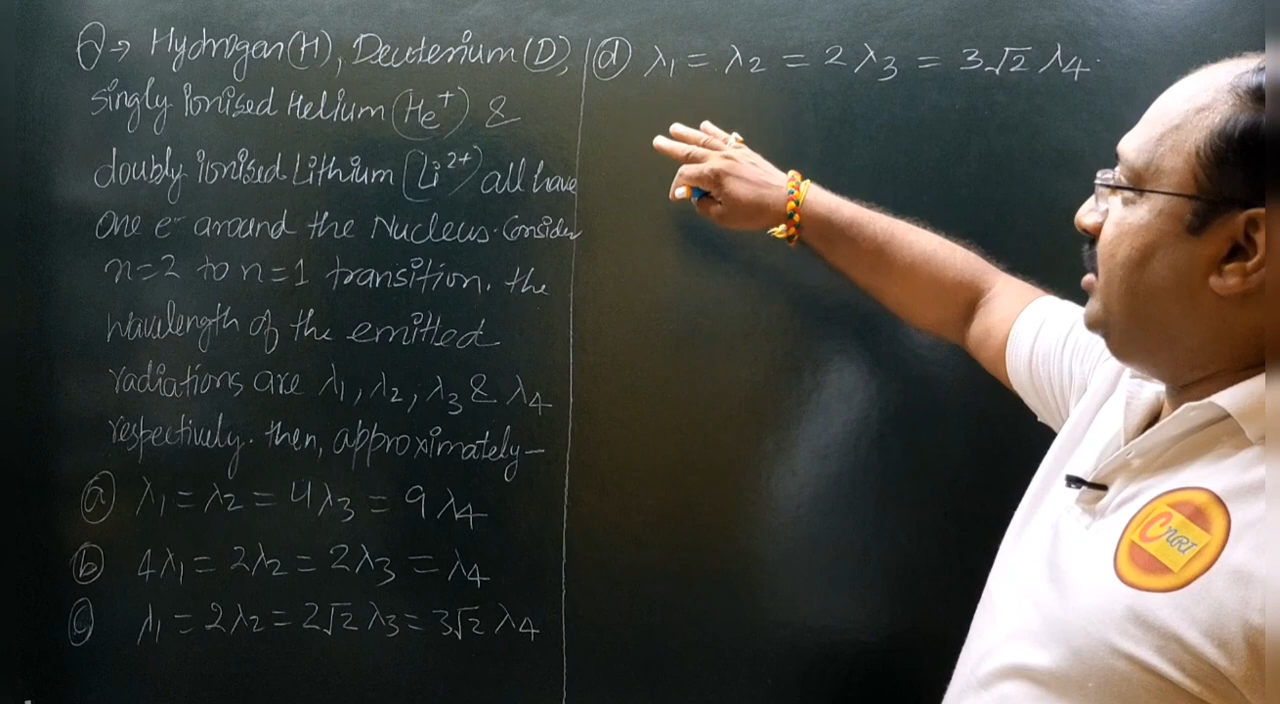 Q → Hydrogen(H), Deuterium(D),
singly ionised Helium(He⁺) &
doubly ionised Lithium(Li²⁺) all have
one e⁻ around the Nucleus. Consider
n=2 to n=1 transition. the
wavelength of the emitted
radiations are λ₁, λ₂, λ₃ & λ₄
respectively. then, approximately—
(a) λ₁ = λ₂ = 4λ₃ = 9λ₄
(b) 4λ₁ = 2λ₂ = 2λ₃ = λ₄
(c) λ₁ = 2λ₂ = 2√2 λ₃ = 3√2 λ₄
(d) λ₁ = λ₂ = 2λ₃ = 3√2 λ₄.
CNRI